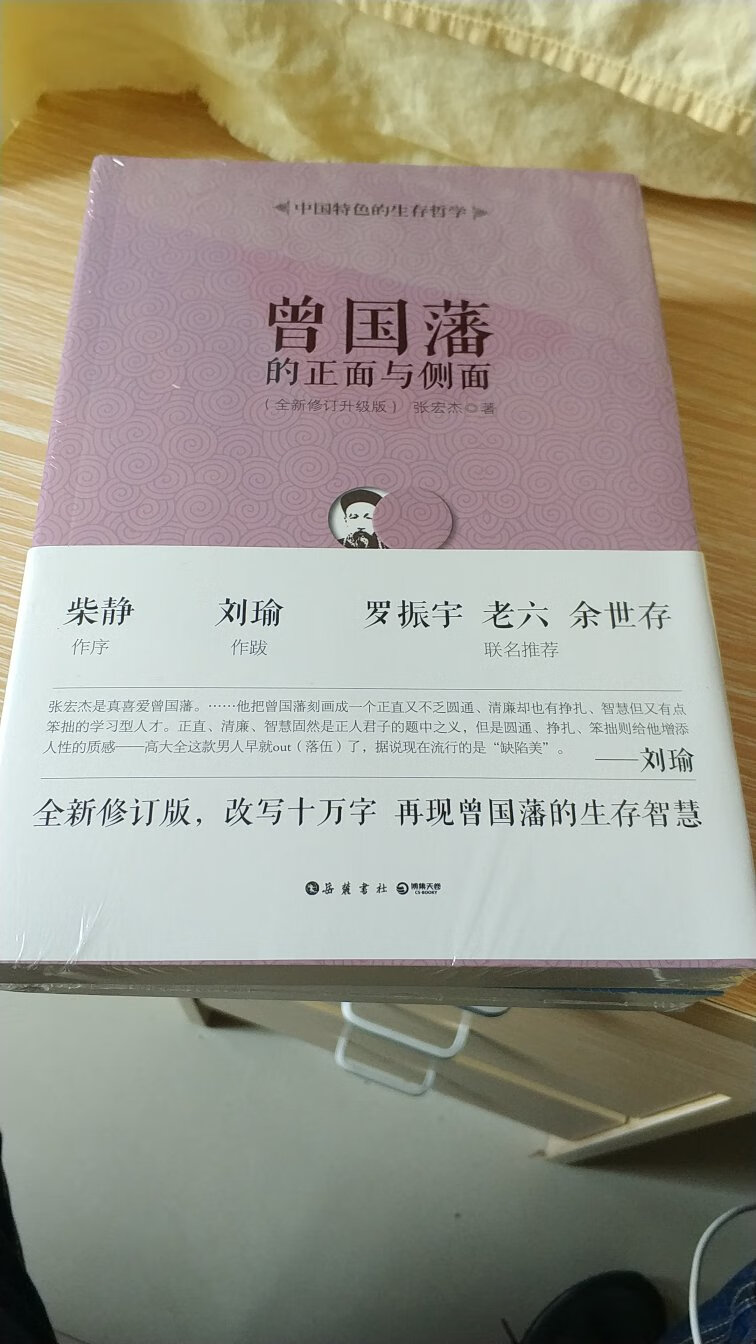 中国特色的生存哲学
曾国藩
的正面与侧面
（全新修订升级版） 张宏杰◎著
柴静 刘瑜 罗振宇 老六 余世存
作序 作跋 联名推荐
张宏杰是真喜爱曾国藩。……他把曾国藩刻画成一个正直又不乏圆通、清廉却也有挣扎、智慧但又有点
笨拙的学习型人才。正直、清廉、智慧固然是正人君子的题中之义，但是圆通、挣扎、笨拙则给他增添
人性的质感——高大全这款男人早就out（落伍）了，据说现在流行的是“缺陷美”。
——刘瑜
全新修订版，改写十万字 再现曾国藩的生存智慧
岳麓书社 博集天卷
CS-BOOKY